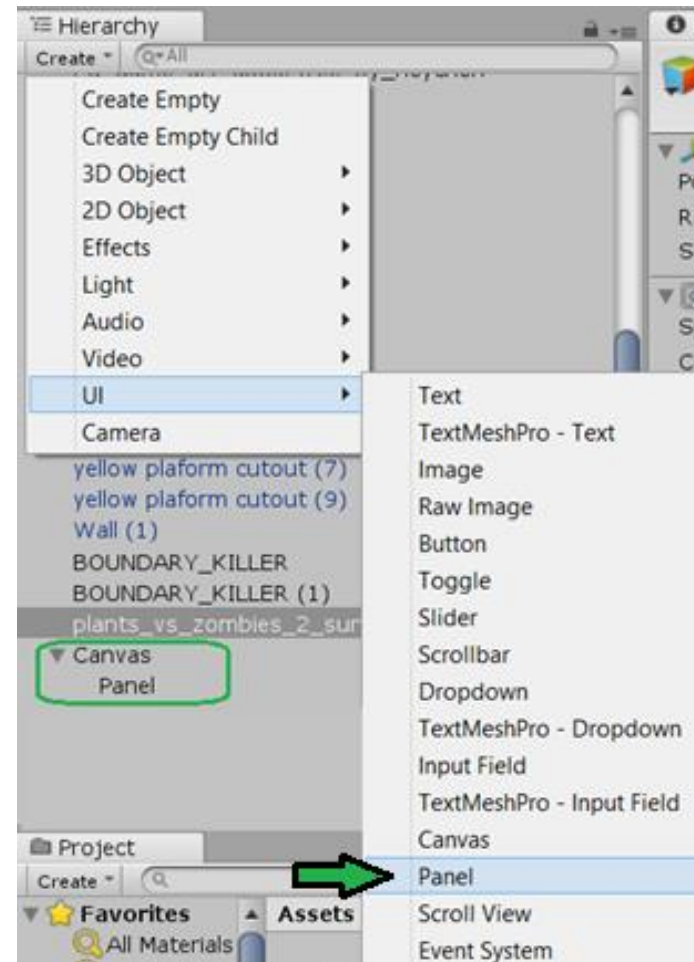 Hierarchy
Create
All
Create Empty
Create Empty Child
3D Object
2D Object
Effects
Light
Audio
Video
UI
Camera
Text
TextMeshPro - Text
Image
Raw Image
Button
Toggle
Slider
Scrollbar
Dropdown
TextMeshPro - Dropdown
Input Field
TextMeshPro - Input Field
Canvas
Panel
Scroll View
Event System
yellow plaform cutout (7)
yellow plaform cutout (9)
Wall (1)
BOUNDARY_KILLER
BOUNDARY_KILLER (1)
plants_vs_zombies_2_sun
Canvas
Panel
Project
Create
Favorites
Assets
All Materials